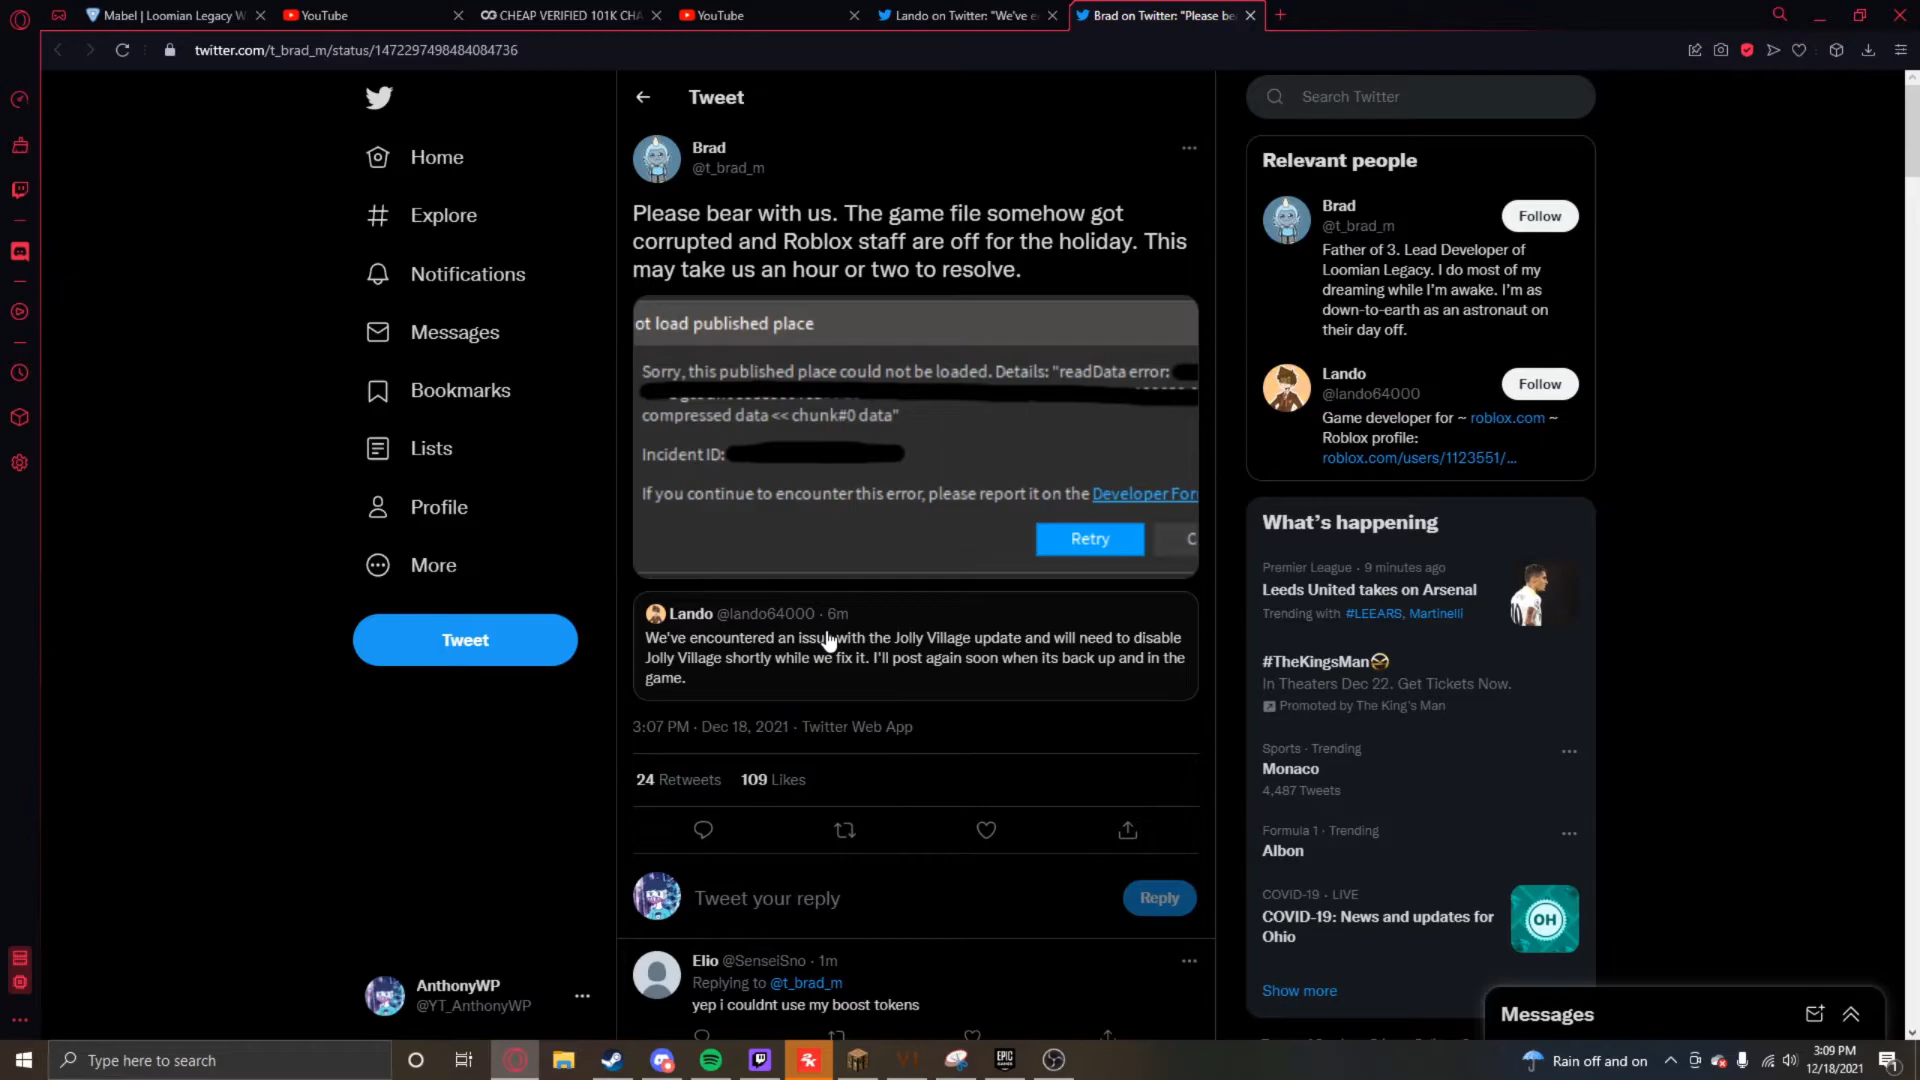 Mabel | Loomian Legacy W
YouTube
CHEAP VERIFIED 101K CHA
YouTube
Lando on Twitter: "We've e
Brad on Twitter: "Please be
twitter.com/t_brad_m/status/1472297498484084736
Home
Explore
Notifications
Messages
Bookmarks
Lists
Profile
More
Tweet
AnthonyWP
@YT_AnthonyWP
Tweet
Brad
@t_brad_m
Please bear with us. The game file somehow got
corrupted and Roblox staff are off for the holiday. This
may take us an hour or two to resolve.
ot load published place
Sorry, this published place could not be loaded. Details: "readData error:
compressed data << chunk#0 data"
Incident ID:
If you continue to encounter this error, please report it on the Developer For
Retry
C
Lando @lando64000 · 6m
We've encountered an issue with the Jolly Village update and will need to disable
Jolly Village shortly while we fix it. I'll post again soon when its back up and in the
game.
3:07 PM · Dec 18, 2021 · Twitter Web App
24 Retweets 109 Likes
Tweet your reply
Reply
Elio @SenseiSno · 1m
Replying to @t_brad_m
yep i couldnt use my boost tokens
Search Twitter
Relevant people
Brad
@t_brad_m
Follow
Father of 3. Lead Developer of
Loomian Legacy. I do most of my
dreaming while I'm awake. I'm as
down-to-earth as an astronaut on
their day off.
Lando
@lando64000
Follow
Game developer for ~ roblox.com ~
Roblox profile:
roblox.com/users/1123551/...
What's happening
Premier League · 9 minutes ago
Leeds United takes on Arsenal
Trending with #LEEARS, Martinelli
#TheKingsMan
In Theaters Dec 22. Get Tickets Now.
Promoted by The King's Man
Sports · Trending
Monaco
4,487 Tweets
Formula 1 · Trending
Albon
COVID-19 · LIVE
COVID-19: News and updates for
Ohio
OH
Show more
Messages
Type here to search
EPIC
GAMES
Rain off and on
3:09 PM
12/18/2021
1